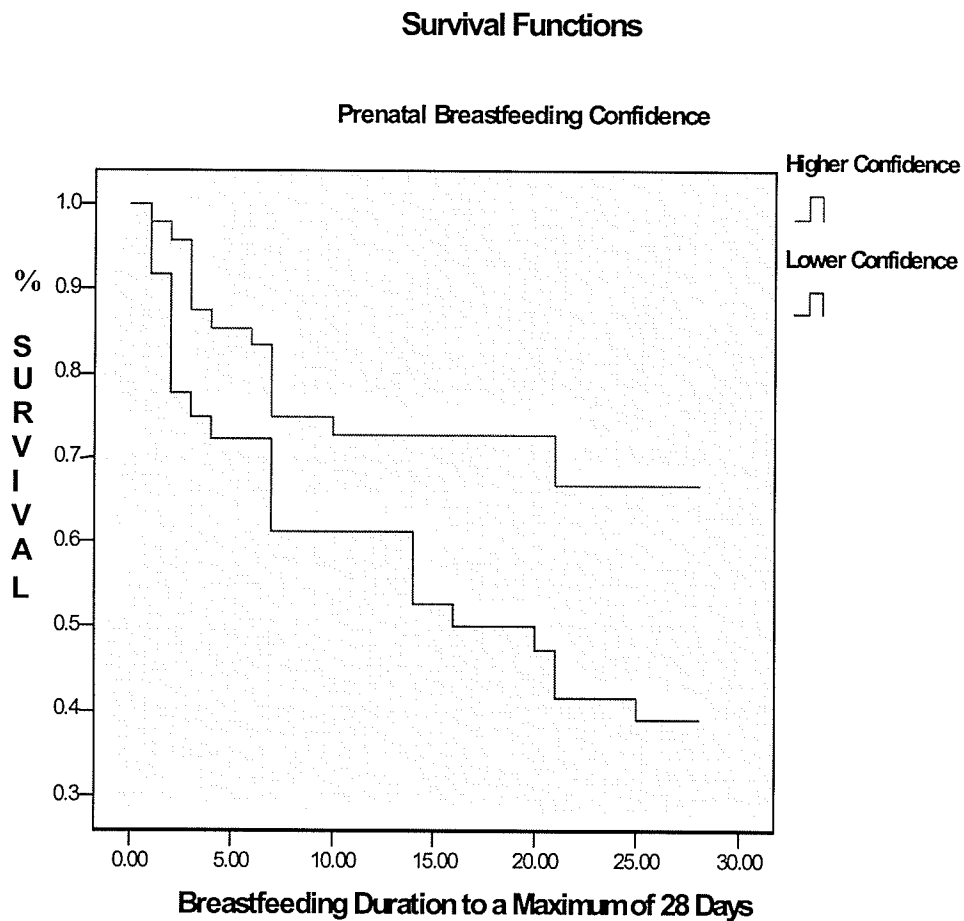 Survival Functions
Prenatal Breastfeeding Confidence
Higher Confidence
Lower Confidence
% SURVIVAL
1.0
0.9
0.8
0.7
0.6
0.5
0.4
0.3
0.00 5.00 10.00 15.00 20.00 25.00 30.00
Breastfeeding Duration to a Maximum of 28 Days